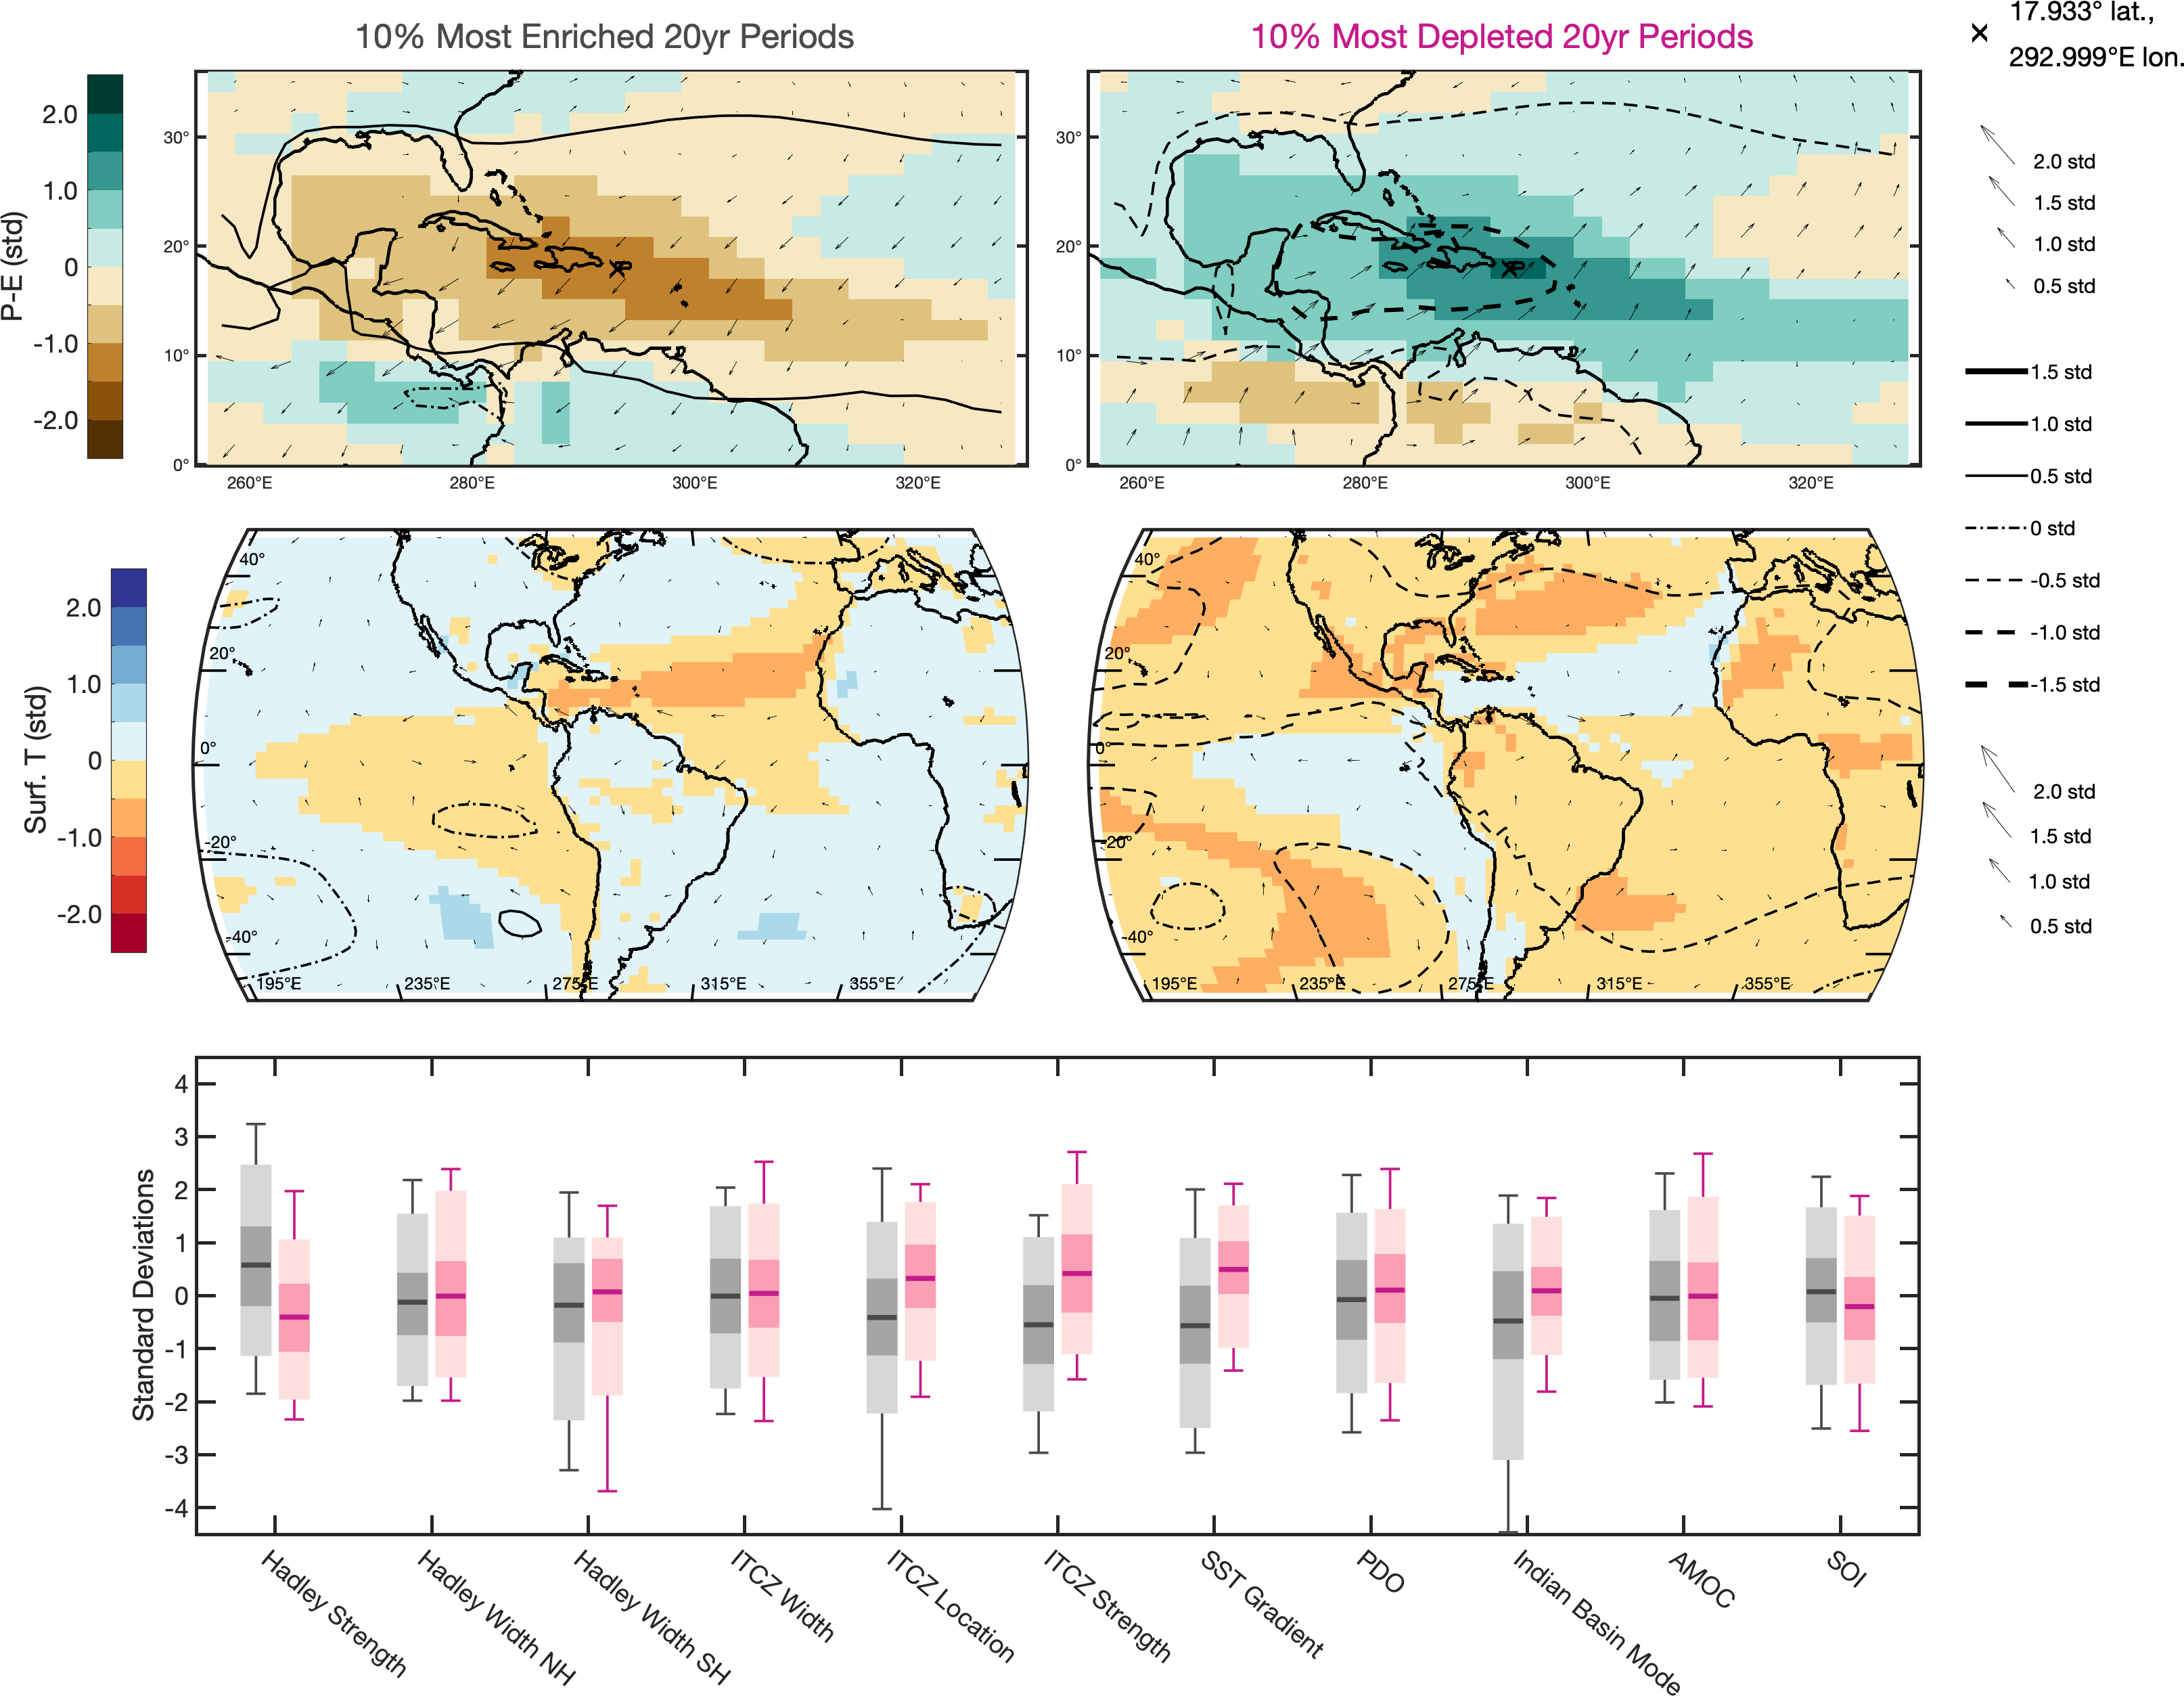 10% Most Enriched 20yr Periods
10% Most Depleted 20yr Periods
17.933° lat.,
292.999°E lon.
P-E (std)
2.0
1.0
0
-1.0
-2.0
30°
20°
10°
0°
260°E
280°E
300°E
320°E
30°
20°
10°
0°
260°E
280°E
300°E
320°E
2.0 std
1.5 std
1.0 std
0.5 std
1.5 std
1.0 std
0.5 std
0 std
-0.5 std
-1.0 std
-1.5 std
Surf. T (std)
2.0
1.0
0
-1.0
-2.0
40°
20°
0°
-20°
-40°
195°E
235°E
275°E
315°E
355°E
40°
20°
0°
-20°
-40°
195°E
235°E
275°E
315°E
355°E
2.0 std
1.5 std
1.0 std
0.5 std
Standard Deviations
4
3
2
1
0
-1
-2
-3
-4
Hadley Strength
Hadley Width NH
Hadley Width SH
ITCZ Width
ITCZ Location
ITCZ Strength
SST Gradient
PDO
Indian Basin Mode
AMOC
SOI